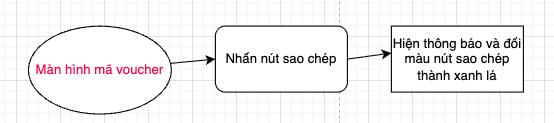 Màn hình mã voucher
Nhấn nút sao chép
Hiện thông báo và đổi
màu nút sao chép
thành xanh lá